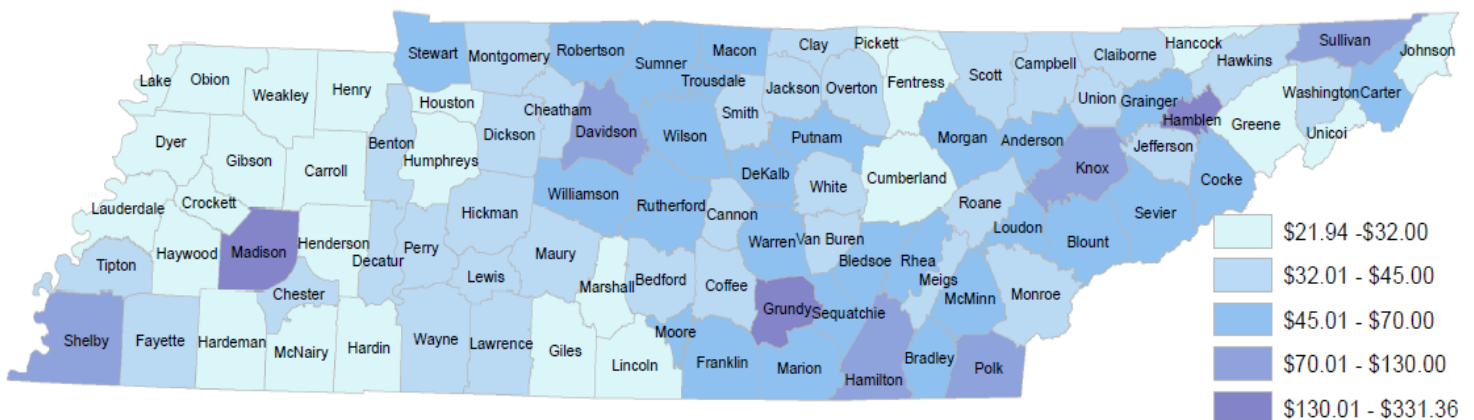 Stewart
Montgomery
Robertson
Sumner
Macon
Trousdale
Clay
Pickett
Fentress
Scott
Campbell
Claiborne
Hancock
Hawkins
Sullivan
Johnson
Lake
Obion
Weakley
Henry
Houston
Cheatham
Davidson
Wilson
Smith
Jackson
Overton
Union
Grainger
Hamblen
Washington
Carter
Greene
Unicoi
Dyer
Gibson
Carroll
Benton
Humphreys
Dickson
Putnam
Morgan
Anderson
Knox
Jefferson
Cocke
Lauderdale
Crockett
Haywood
Madison
Henderson
Decatur
Perry
Hickman
Williamson
Rutherford
Cannon
DeKalb
White
Cumberland
Roane
Loudon
Blount
Sevier
Tipton
Chester
Lewis
Maury
Marshall
Bedford
Coffee
Warren
Van Buren
Bledsoe
Rhea
Meigs
McMinn
Monroe
Shelby
Fayette
Hardeman
McNairy
Hardin
Wayne
Lawrence
Giles
Lincoln
Moore
Franklin
Grundy
Sequatchie
Marion
Hamilton
Bradley
Polk
$21.94 -$32.00
$32.01 - $45.00
$45.01 - $70.00
$70.01 - $130.00
$130.01 - $331.36